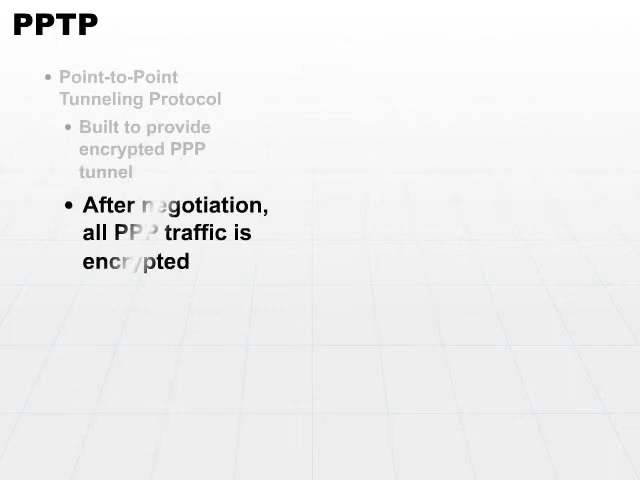 PPTP
• Point-to-Point
Tunneling Protocol
• Built to provide
encrypted PPP
tunnel
• After negotiation,
all PPP traffic is
encrypted